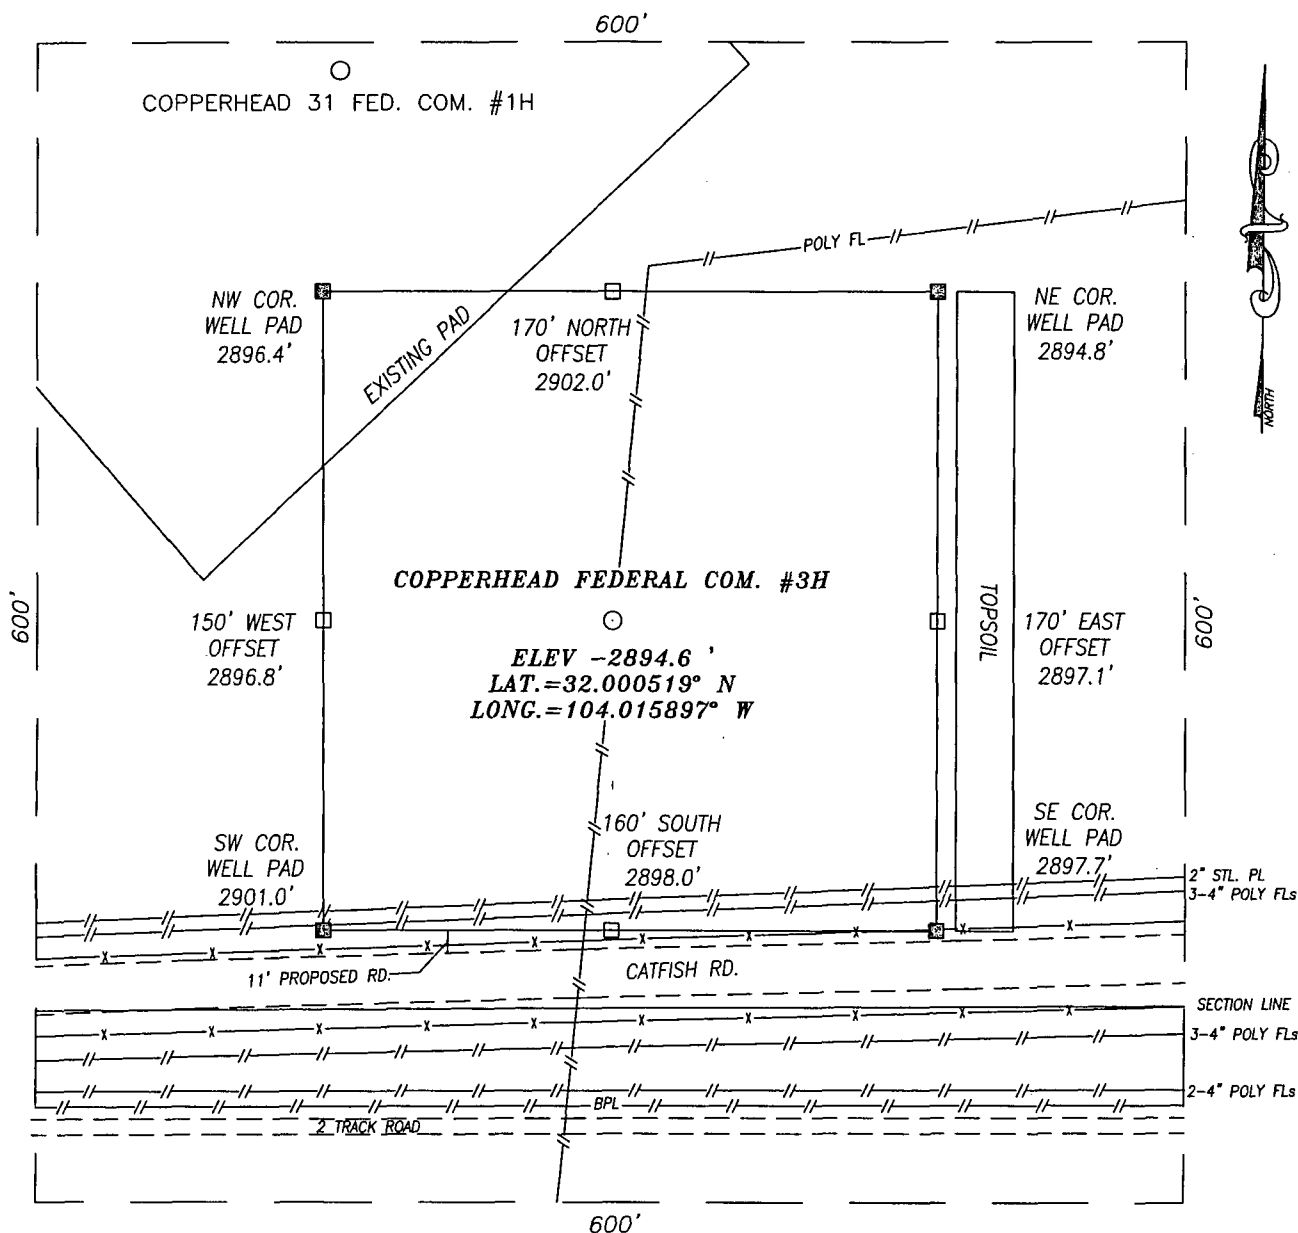 600'
COPPERHEAD 31 FED. COM. #1H
POLY FL
NW COR.
WELL PAD
2896.4'
EXISTING PAD
170' NORTH
OFFSET
2902.0'
NE COR.
WELL PAD
2894.8'
NORTH
COPPERHEAD FEDERAL COM. #3H
600'
150' WEST
OFFSET
2896.8'
ELEV -2894.6 '
LAT.=32.000519° N
LONG.=104.015897° W
TOPSOIL
170' EAST
OFFSET
2897.1'
600'
SW COR.
WELL PAD
2901.0'
160' SOUTH
OFFSET
2898.0'
SE COR.
WELL PAD
2897.7'
2" STL. PL
3-4" POLY FLs
11' PROPOSED RD.
CATFISH RD.
SECTION LINE
3-4" POLY FLs
2-4" POLY FLs
BPL
2 TRACK ROAD
600'